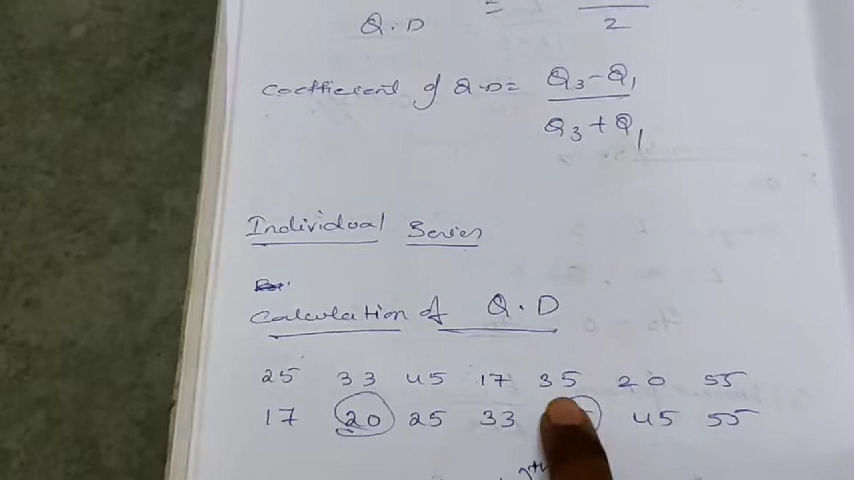 Q.D = 2
Coefficient of Q.D = Q3-Q1
Q3+Q1
Individual Series
Calculation of Q.D
25 33 45 17 35 20 55
17 20 25 33 45 55